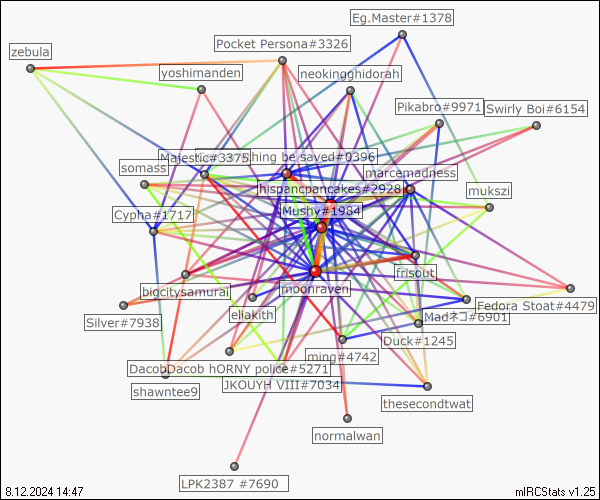 Eg.Master#1378
Pocket Persona#3326
zebula
yoshimanden
neokingghidorah
Pikabro#9971
Swirly Boi#6154
Majestic#3375
hing be saved#0396
somass
marcemadness
hispancpancakes#2928
mukszi
Mushy#1984
Cypha#1717
frisout
moonraven
bigcitysamurai
Fedora Stoat#4479
eliakith
Madネコ#6901
Silver#7938
Duck#1245
ming#4742
DacobDacob hORNY police#5271
JKOUYH VIII#7034
shawntee9
thesecondtwat
normalwan
LPK2387 #7690
8.12.2024 14:47
mIRCStats v1.25